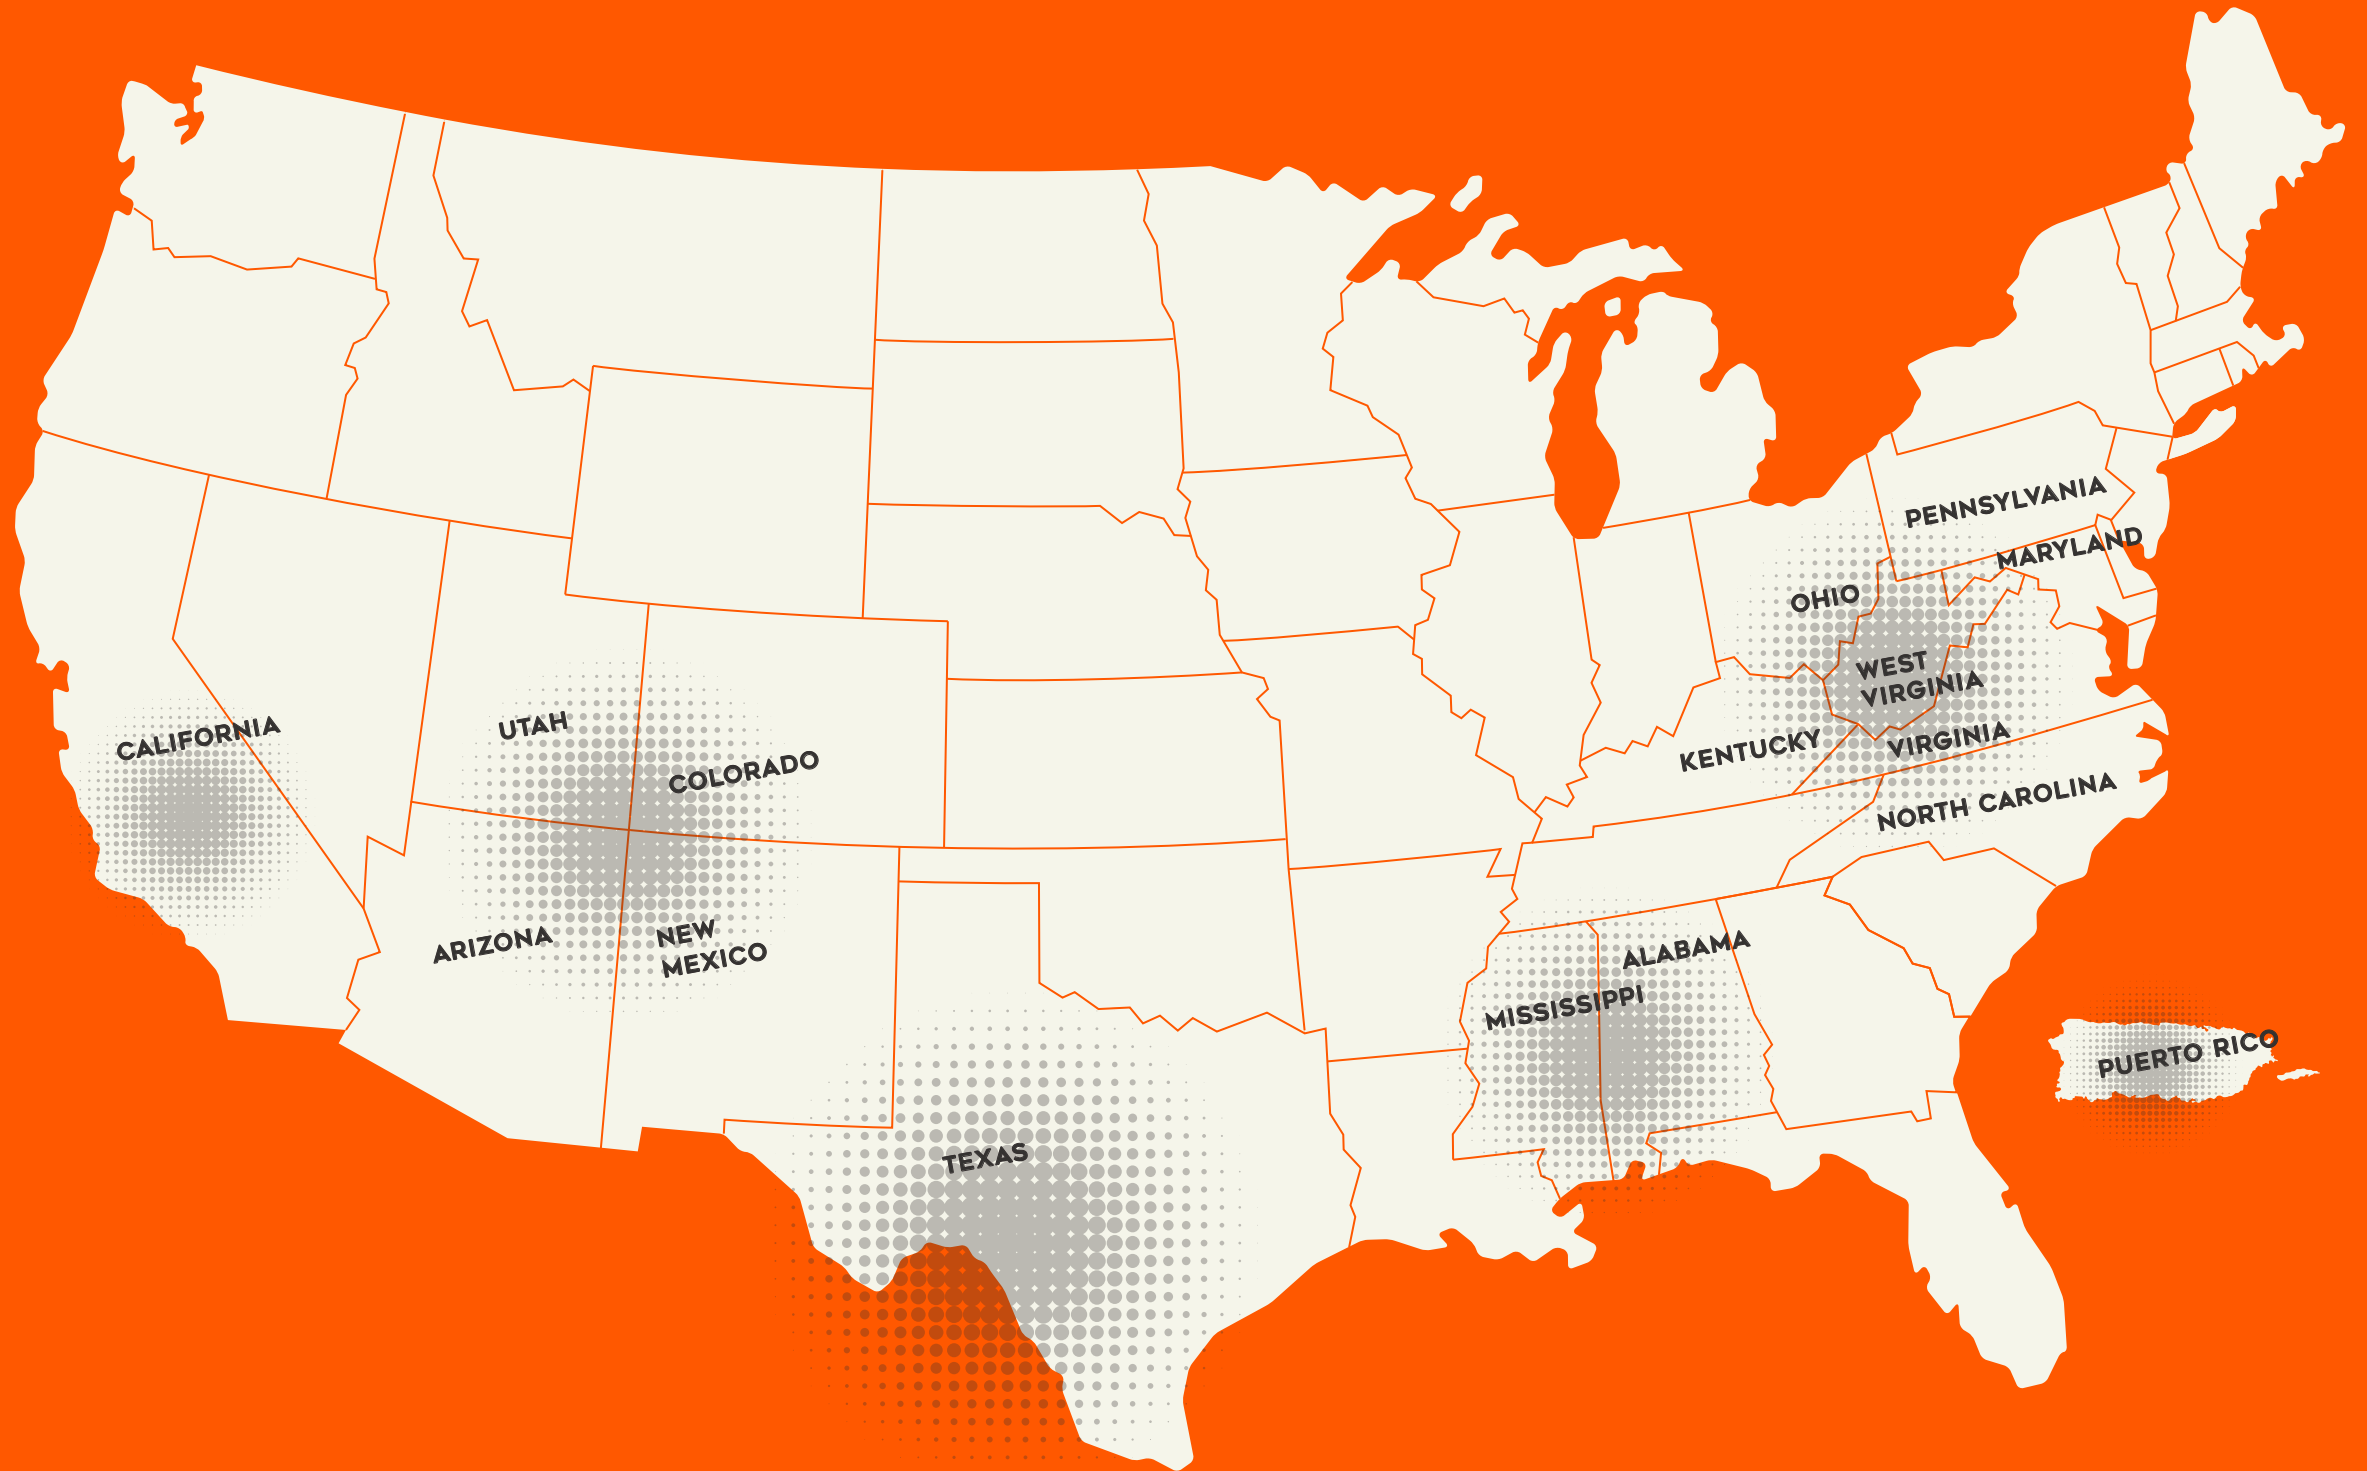 PENNSYLVANIA
MARYLAND
OHIO
WEST
VIRGINIA
CALIFORNIA
UTAH
COLORADO
KENTUCKY
VIRGINIA
NORTH CAROLINA
ARIZONA
NEW
MEXICO
ALABAMA
MISSISSIPPI
PUERTO RICO
TEXAS